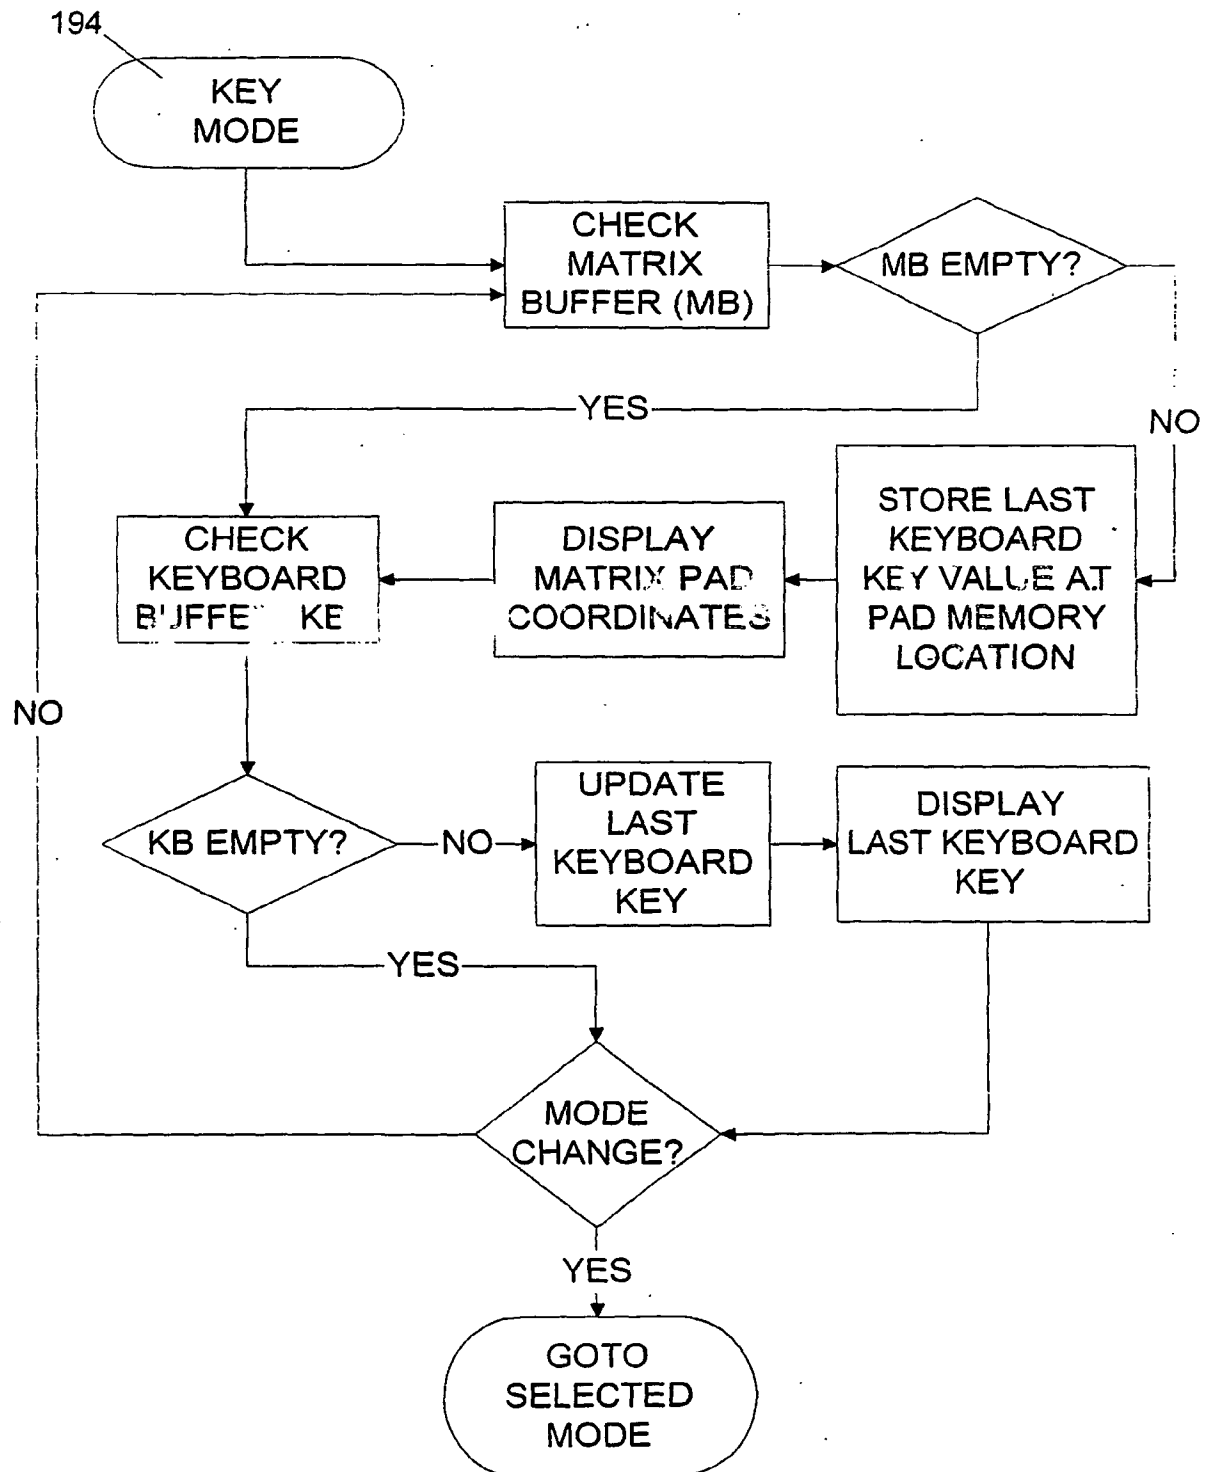 194
KEY
MODE
CHECK
MATRIX
BUFFER (MB)
MB EMPTY?
YES
NO
STORE LAST
KEYBOARD
KEY VALUE AT
PAD MEMORY
LOCATION
DISPLAY
MATRIX PAD
COORDINATES
CHECK
KEYBOARD
NO
KB EMPTY?
NO
UPDATE
LAST
KEYBOARD
KEY
DISPLAY
LAST KEYBOARD
KEY
YES
MODE
CHANGE?
YES
GOTO
SELECTED
MODE